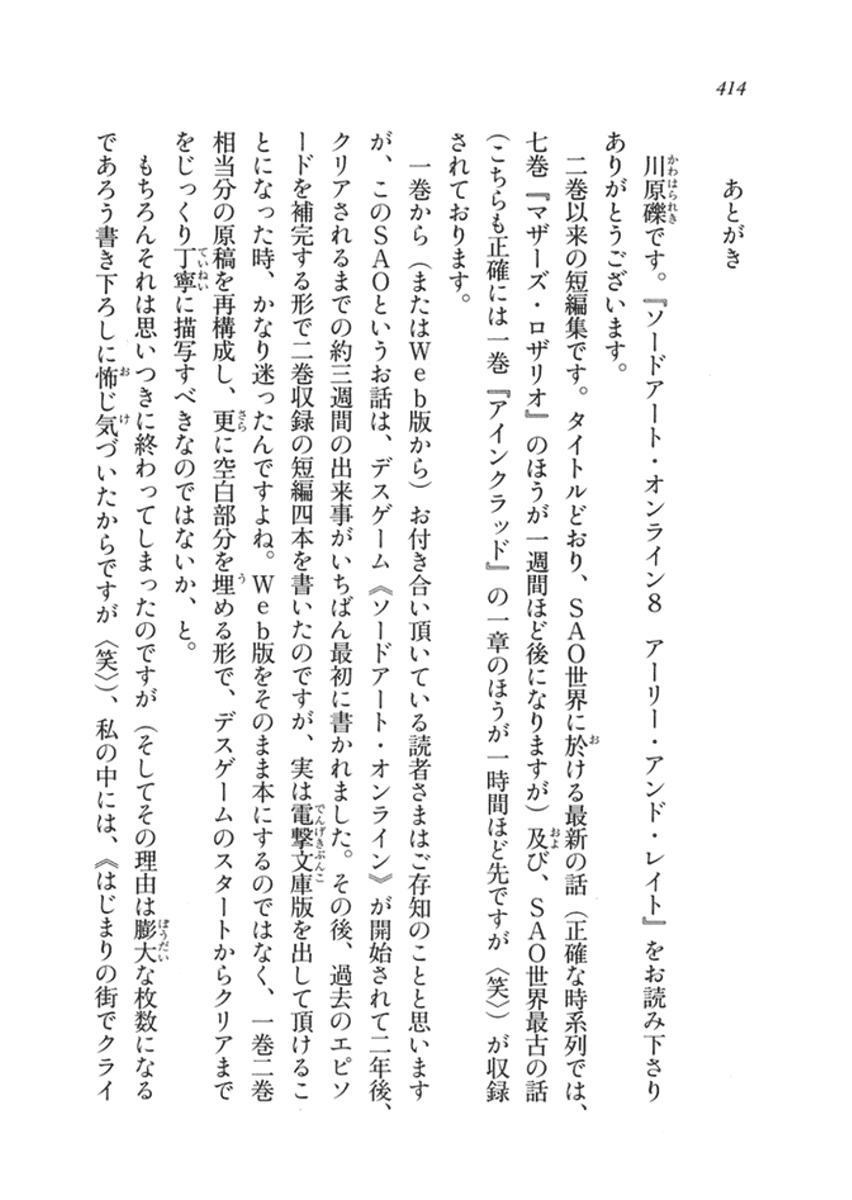 414
あとがき
川原礫です。『ソードアート・オンライン８　アーリー・アンド・レイト』をお読み下さり
ありがとうございます。
二巻以来の短編集です。タイトルどおり、ＳＡＯ世界に於ける最新の話（正確な時系列では、
七巻『マザーズ・ロザリオ』のほうが一週間ほど後になりますが）及び、ＳＡＯ世界最古の話
（こちらも正確には一巻『アインクラッド』の一章のほうが一時間ほど先ですが〈笑〉）が収録
されております。
一巻から（またはＷｅｂ版から）お付き合い頂いている読者さまはご存知のことと思います
が、このＳＡＯというお話は、デスゲーム《ソードアート・オンライン》が開始されて二年後、
クリアされるまでの約三週間の出来事がいちばん最初に書かれました。その後、過去のエピソ
ードを補完する形で二巻収録の短編四本を書いたのですが、実は電撃文庫版を出して頂けるこ
とになった時、かなり迷ったんですよね。Ｗｅｂ版をそのまま本にするのではなく、一巻二巻
相当分の原稿を再構成し、更に空白部分を埋める形で、デスゲームのスタートからクリアまで
をじっくり丁寧に描写すべきなのではないか、と。
もちろんそれは思いつきに終わってしまったのですが（そしてその理由は膨大な枚数になる
であろう書き下ろしに怖じ気づいたからですが〈笑〉）、私の中には、《はじまりの街でクライ